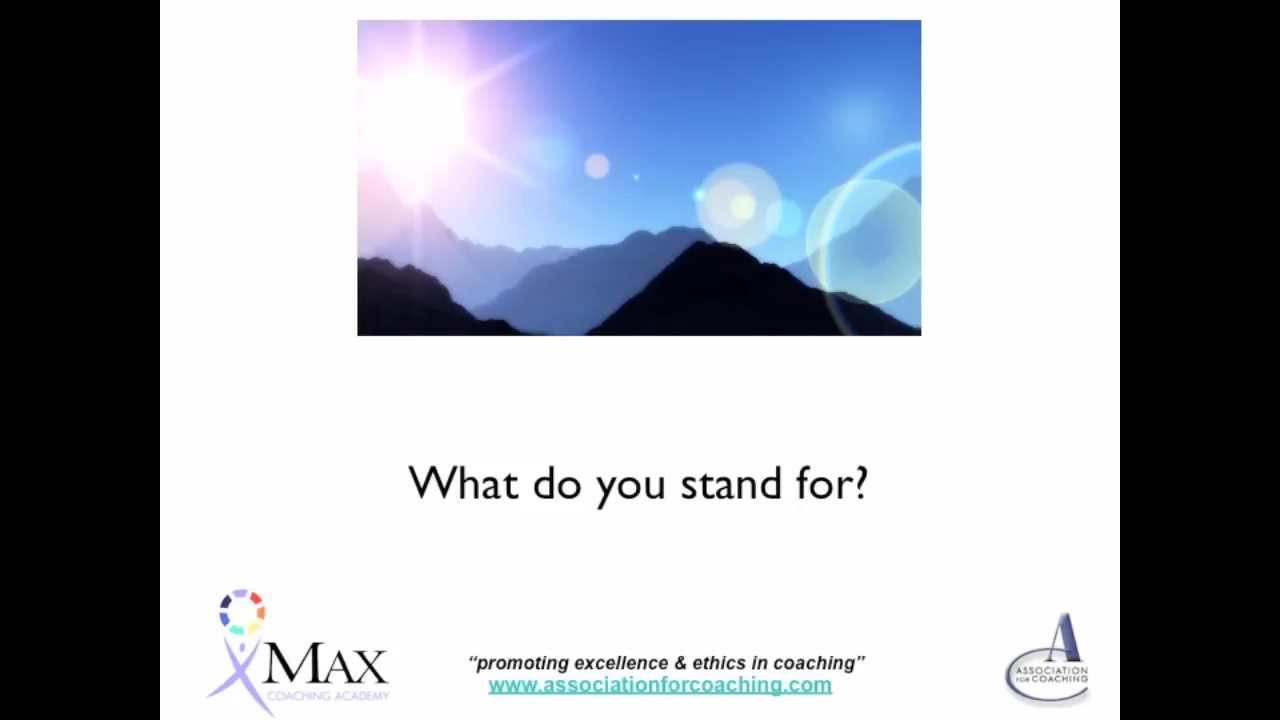 What do you stand for?
MAX
COACHING ACADEMY
“promoting excellence & ethics in coaching”
www.associationforcoaching.com
A
ASSOCIATION
FOR COACHING